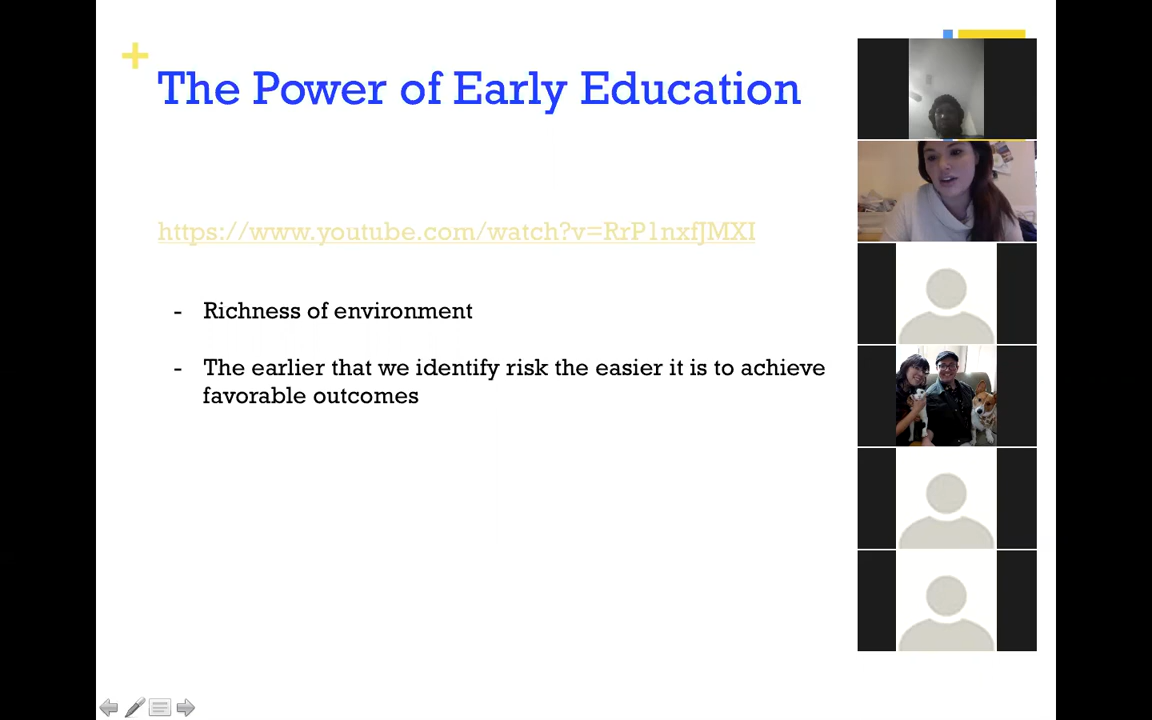 +
The Power of Early Education
https://www.youtube.com/watch?v=RrP1nxfJMXI
- Richness of environment
- The earlier that we identify risk the easier it is to achieve
favorable outcomes